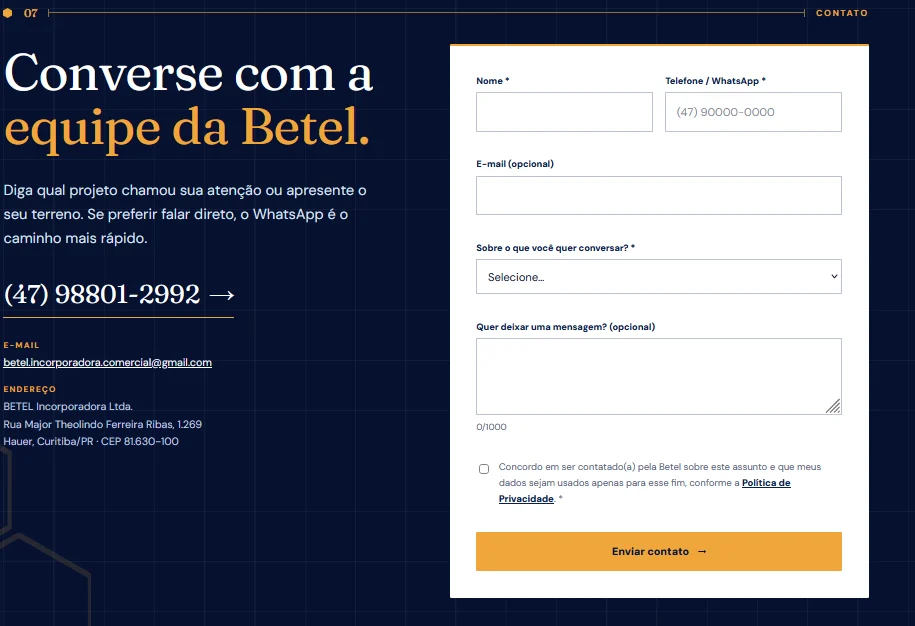 07
CONTATO
Converse com a
equipe da Betel.
Diga qual projeto chamou sua atenção ou apresente o
seu terreno. Se preferir falar direto, o WhatsApp é o
caminho mais rápido.
(47) 98801-2992 →
E-MAIL
betel.incorporadora.comercial@gmail.com
ENDEREÇO
BETEL Incorporadora Ltda.
Rua Major Theolindo Ferreira Ribas, 1.269
Hauer, Curitiba/PR · CEP 81.630-100
Nome *
Telefone / WhatsApp *
(47) 90000-0000
E-mail (opcional)
Sobre o que você quer conversar? *
Selecione...
Quer deixar uma mensagem? (opcional)
0/1000
Concordo em ser contatado(a) pela Betel sobre este assunto e que meus
dados sejam usados apenas para esse fim, conforme a Política de
Privacidade. *
Enviar contato →